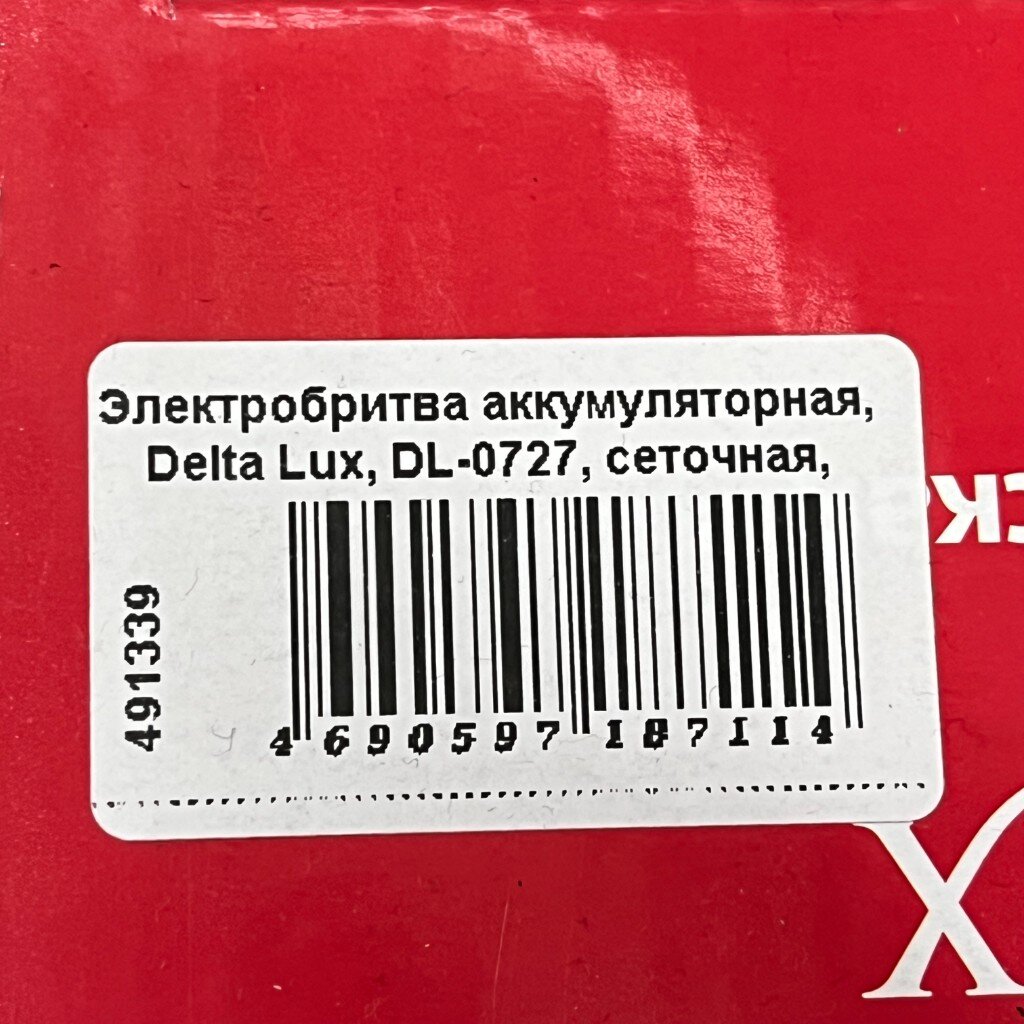 Электробритва аккумуляторная,
Delta Lux, DL-0727, сеточная,
491339
4 690597 187114